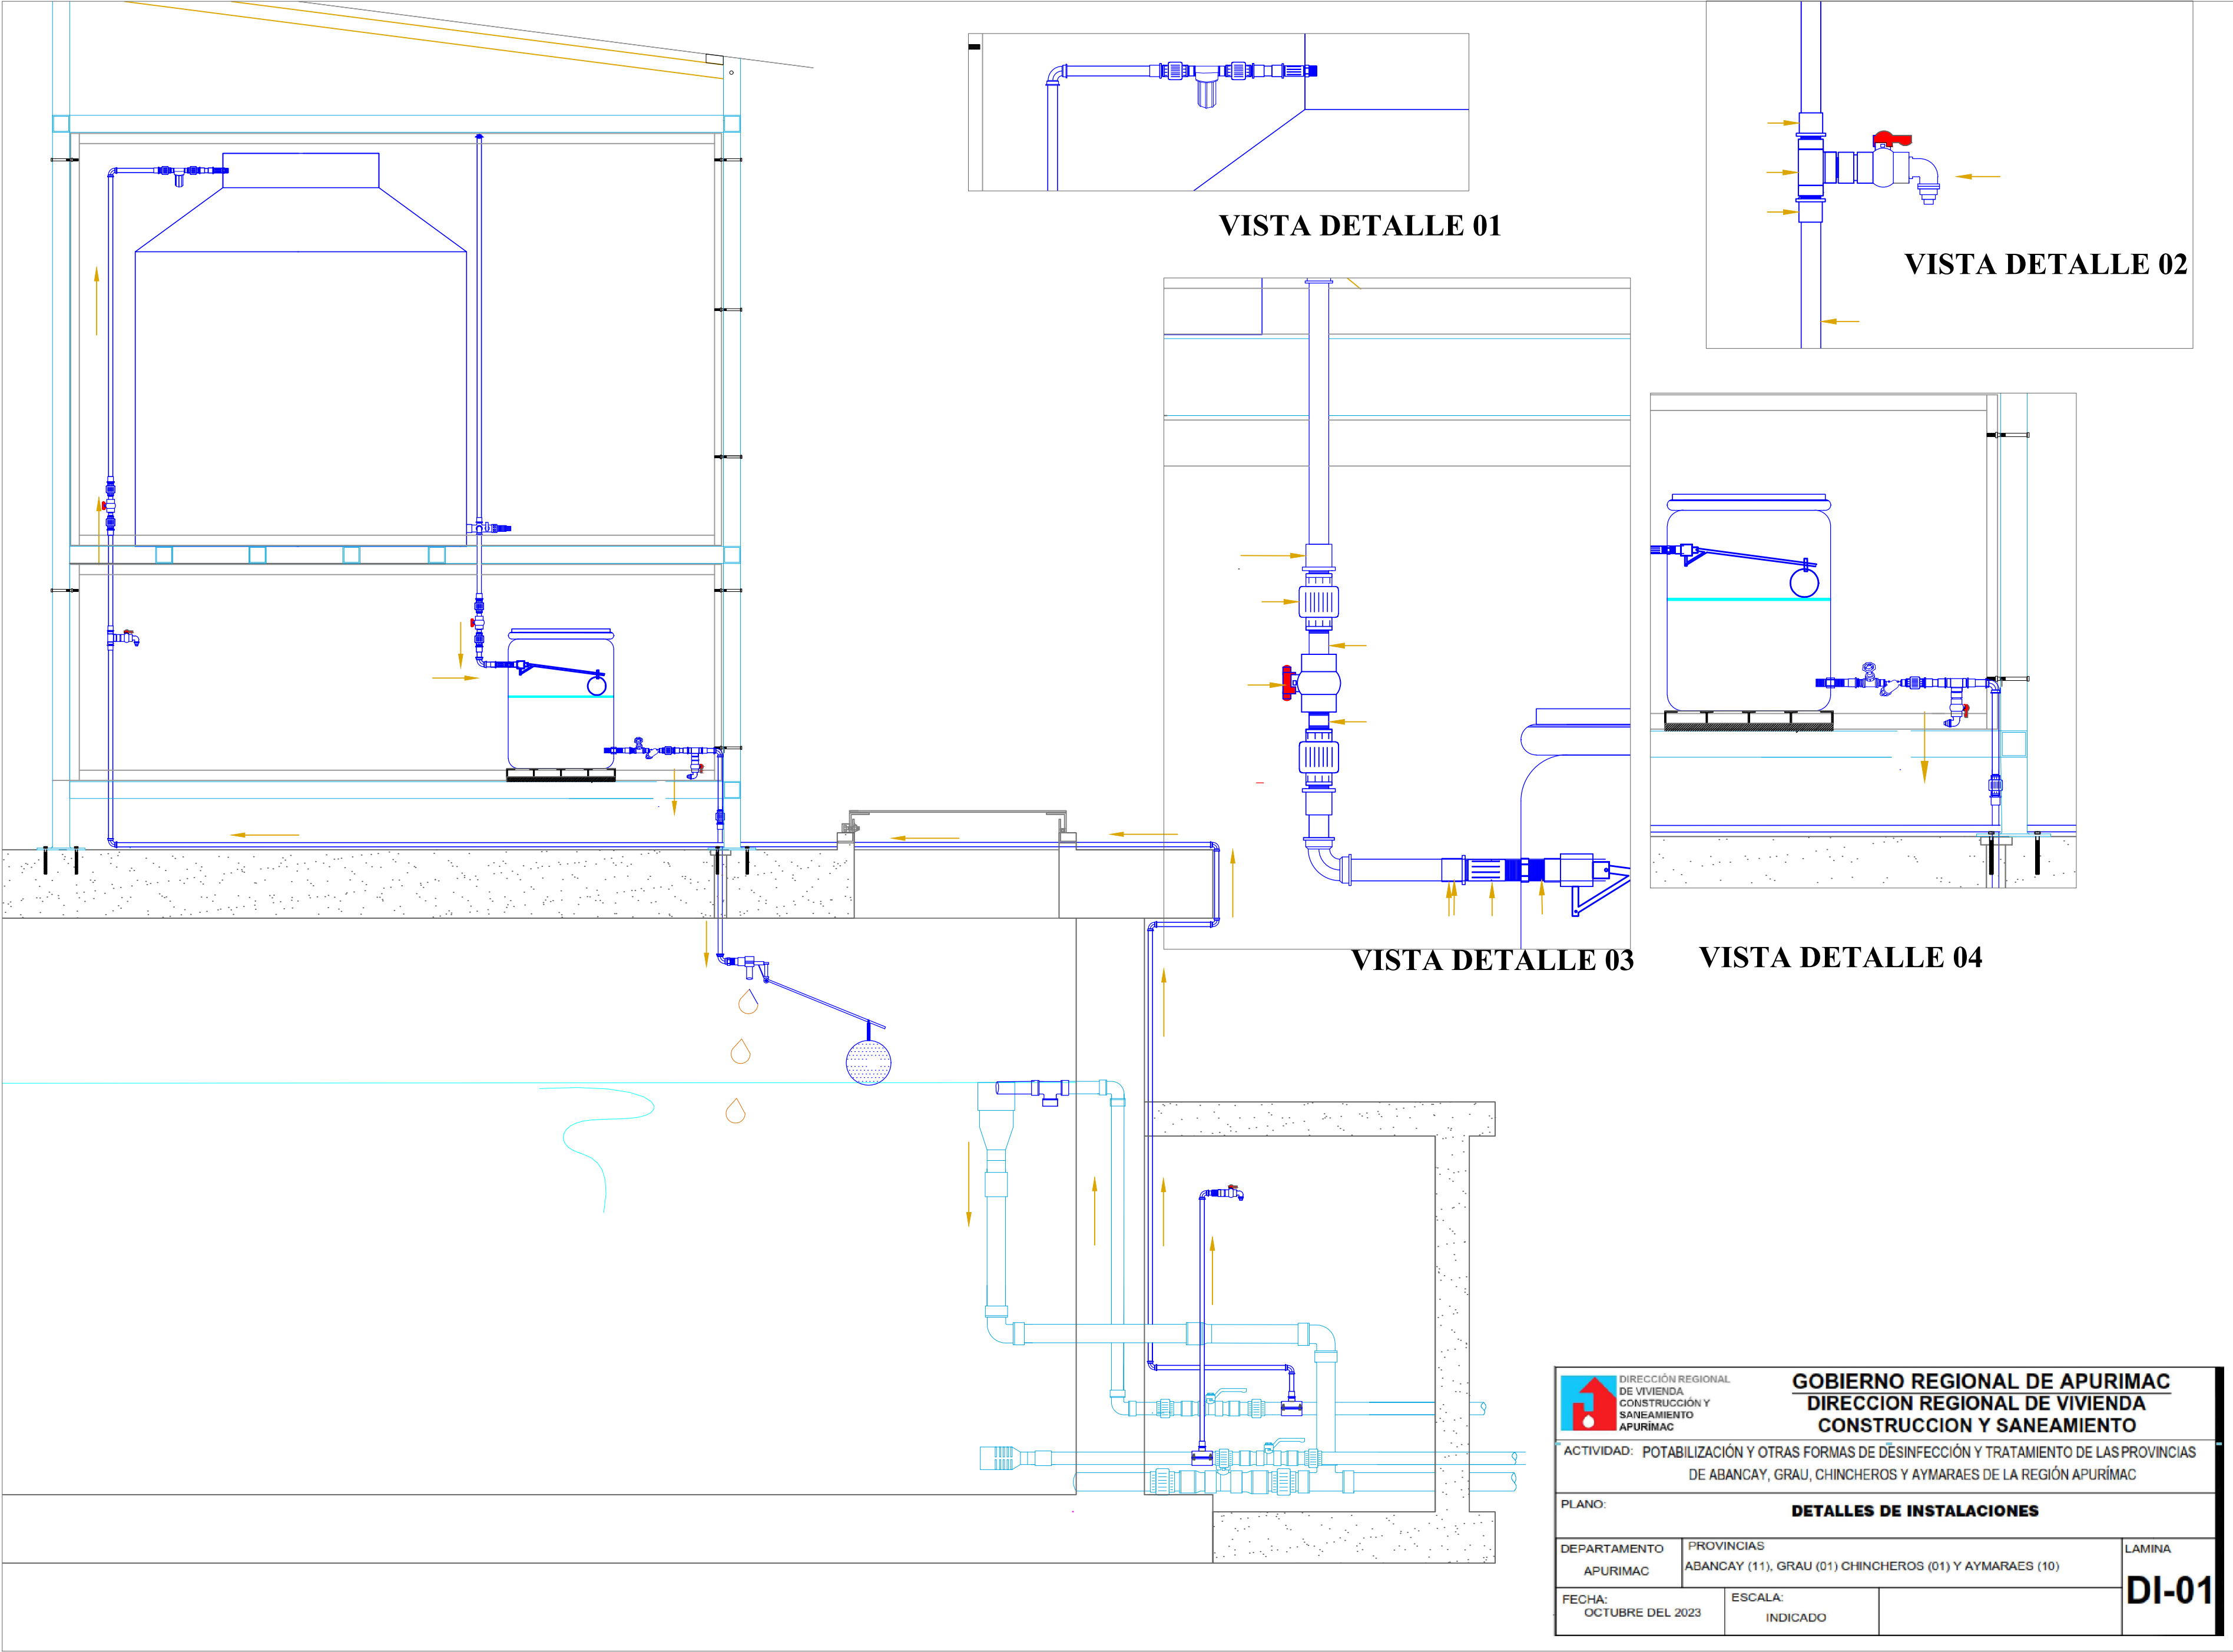 VISTA DETALLE 01
VISTA DETALLE 02
VISTA DETALLE 03
VISTA DETALLE 04
DIRECCIÓN REGIONAL
DE VIVIENDA
CONSTRUCCIÓN Y
SANEAMIENTO
APURÍMAC
GOBIERNO REGIONAL DE APURIMAC
DIRECCION REGIONAL DE VIVIENDA
CONSTRUCCION Y SANEAMIENTO
ACTIVIDAD: POTABILIZACIÓN Y OTRAS FORMAS DE DESINFECCIÓN Y TRATAMIENTO DE LAS PROVINCIAS
DE ABANCAY, GRAU, CHINCHEROS Y AYMARAES DE LA REGIÓN APURÍMAC
PLANO: DETALLES DE INSTALACIONES
DEPARTAMENTO
APURIMAC
PROVINCIAS
ABANCAY (11), GRAU (01) CHINCHEROS (01) Y AYMARAES (10)
LAMINA
DI-01
FECHA:
OCTUBRE DEL 2023
ESCALA:
INDICADO